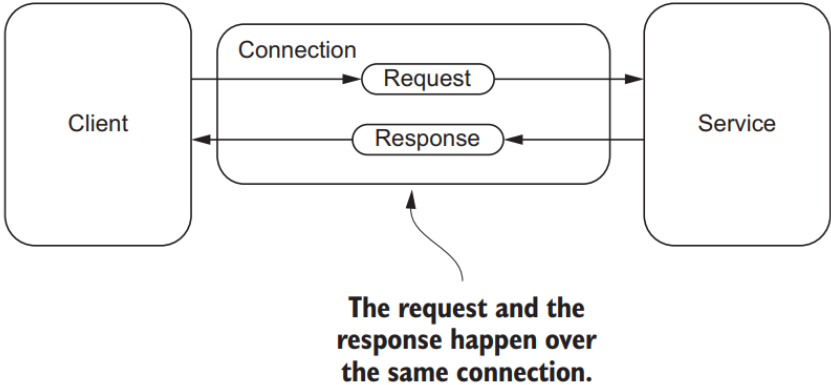 Connection
Request
Client
Service
Response
The request and the
response happen over
the same connection.